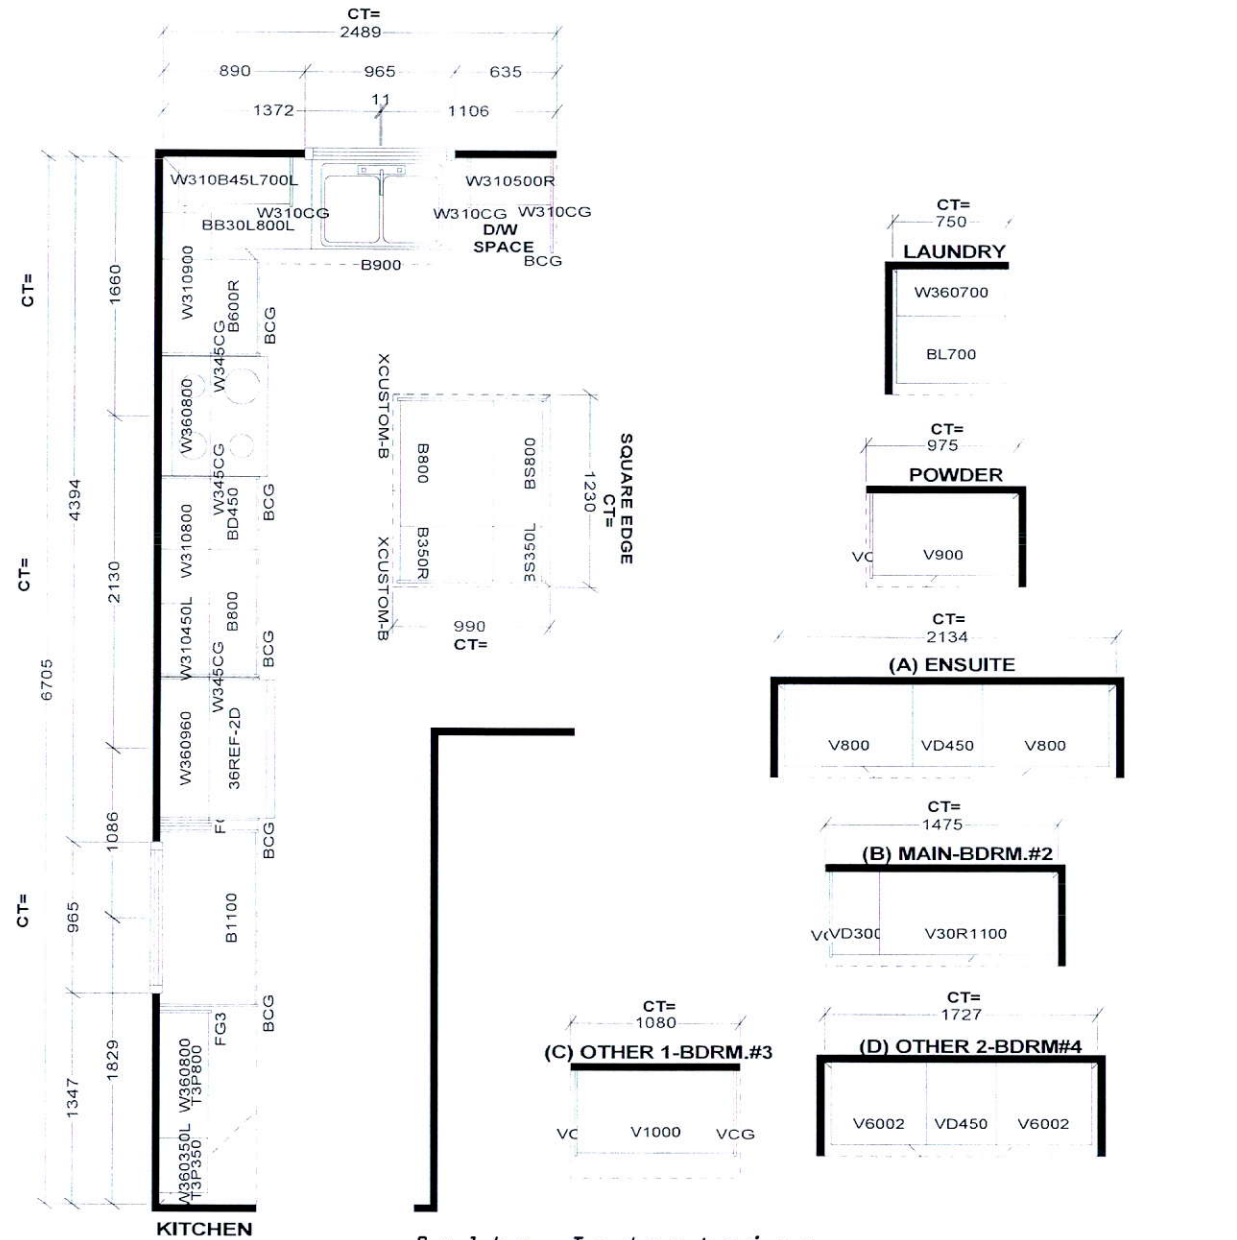 CT=
2489
890
965
635
11
1372
1106
W310B45L700L
W310500R
W310CG
W310CG
W310CG
BB30L800L
D/W
SPACE
B900
BCG
CT=
1660
W310900
B600R
BCG
W345CG
W360800
W345CG
4394
BD450
BCG
W310800
CT=
2130
B800
W310450L
BCG
W345CG
6705
W360960
36REF-2D
1086
BCG
CT=
965
B1100
BCG
FG3
1829
1347
W360800
T3P800
W360350L
T3P350
KITCHEN
XCUSTOM-B
B800
BS800
1230
CT=
SQUARE EDGE
XCUSTOM-B
B350R
BS350L
990
CT=
CT=
750
LAUNDRY
W360700
BL700
CT=
975
POWDER
V900
CT=
2134
(A) ENSUITE
V800
VD450
V800
CT=
1475
(B) MAIN-BDRM.#2
VD300
V30R1100
CT=
1080
(C) OTHER 1-BDRM.#3
V1000
VCG
CT=
1727
(D) OTHER 2-BDRM#4
V6002
VD450
V6002